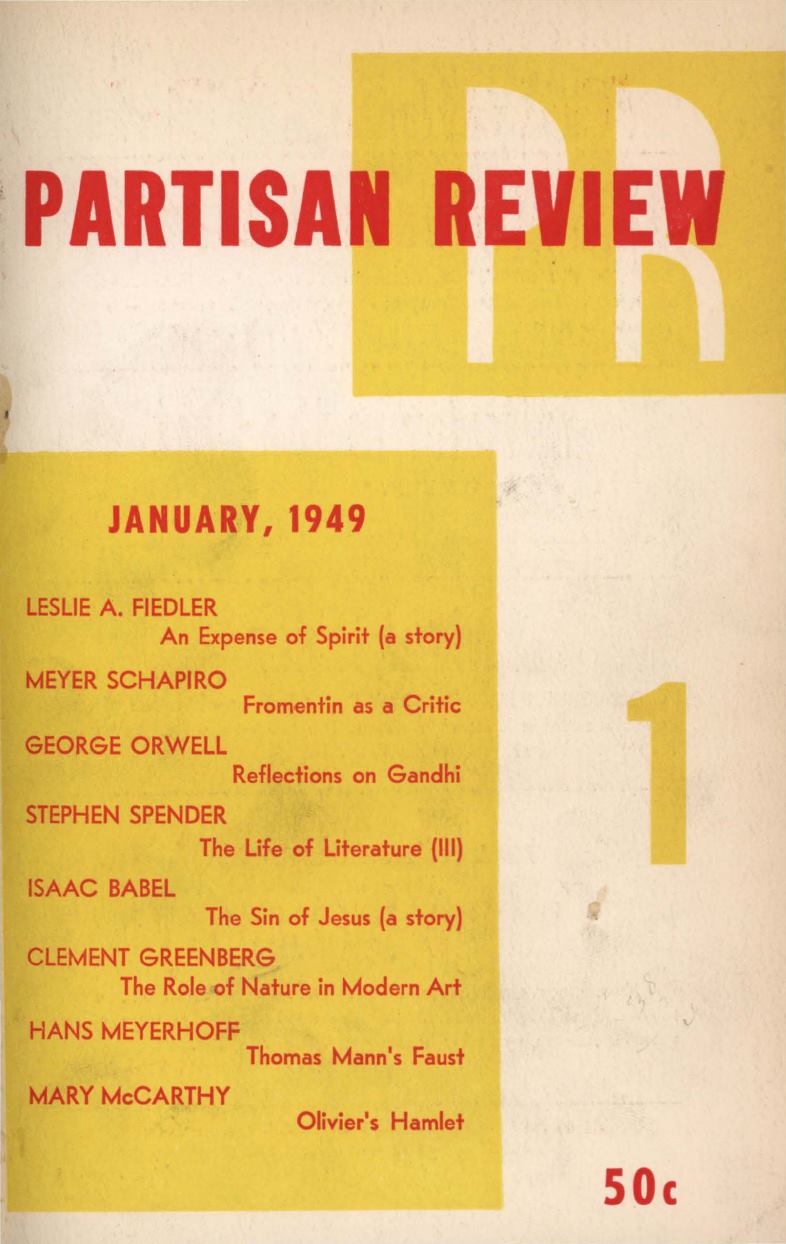 PR
PARTISAN REVIEW
JANUARY, 1949
LESLIE A. FIEDLER
An Expense of Spirit (a story)
MEYER SCHAPIRO
Fromentin as a Critic
GEORGE ORWELL
Reflections on Gandhi
STEPHEN SPENDER
The Life of Literature (III)
ISAAC BABEL
The Sin of Jesus (a story)
CLEMENT GREENBERG
The Role of Nature in Modern Art
HANS MEYERHOFF
Thomas Mann's Faust
MARY McCARTHY
Olivier's Hamlet
1
50c